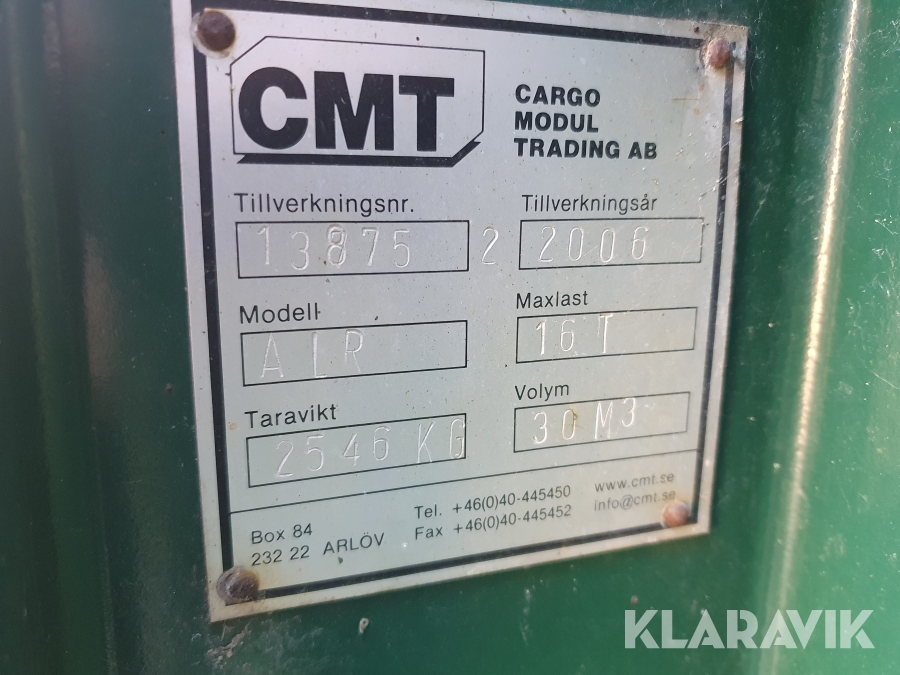 CMT
CARGO
MODUL
TRADING AB
Tillverkningsnr.
13875 2
Tillverkningsår
2006
Modell
ALR
Maxlast
16 T
Taravikt
2546 KG
Volym
30 M3
Box 84
232 22 ARLÖV
Tel. +46(0)40-445450
Fax +46(0)40-445452
www.cmt.se
info@cmt.se
KLARAVIK